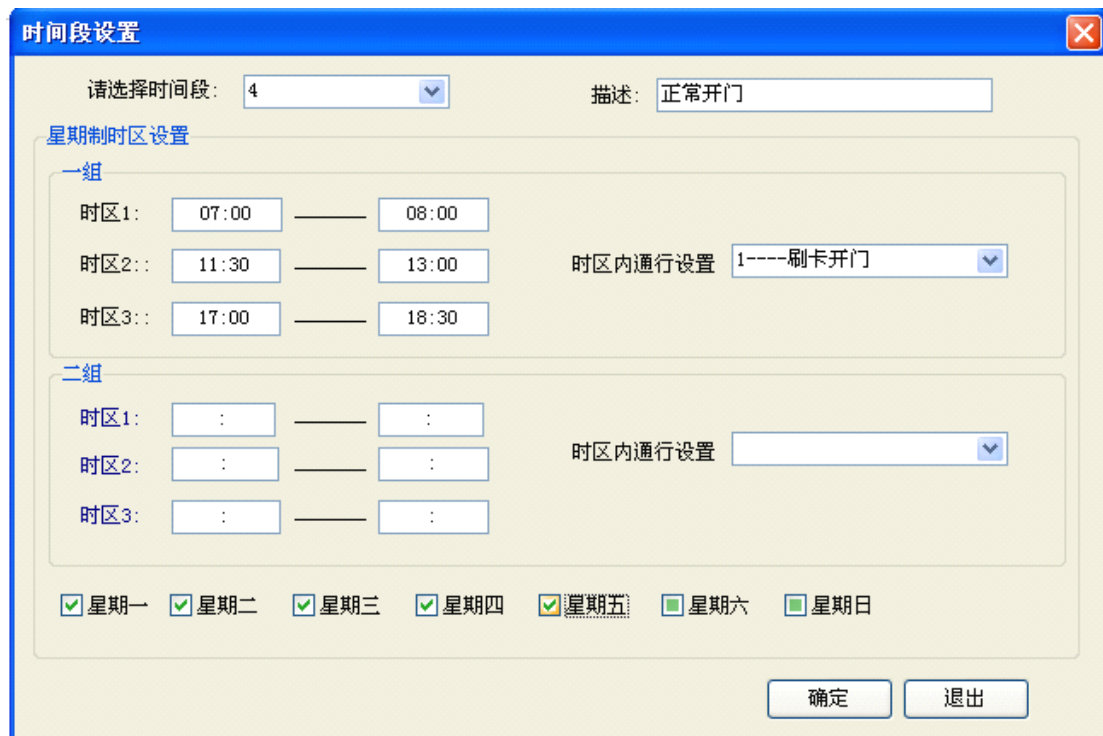 时间段设置
请选择时间段: 4 描述: 正常开门
星期制时区设置
一组
时区1: 07:00 08:00
时区2:: 11:30 13:00 时区内通行设置 1----刷卡开门
时区3:: 17:00 18:30
二组
时区1: : :
时区2: : : 时区内通行设置
时区3: : :
星期一 星期二 星期三 星期四 星期五 星期六 星期日
确定 退出